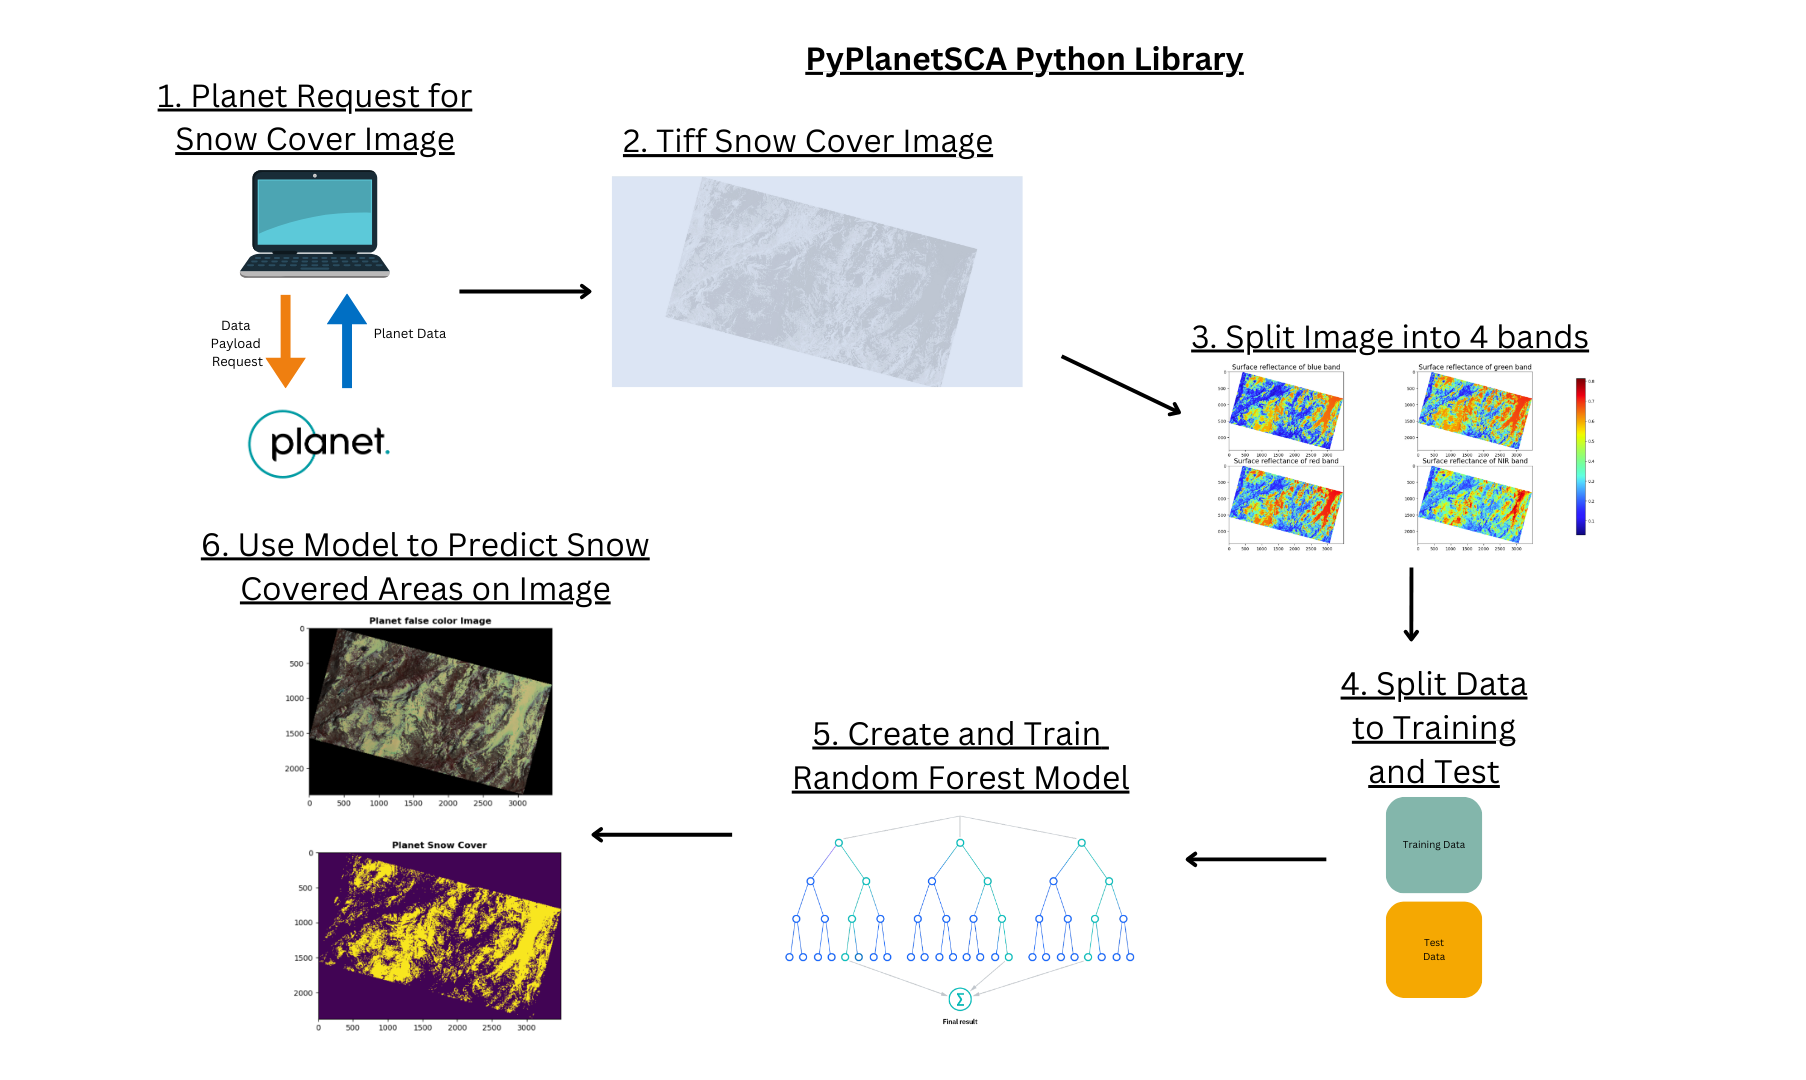 PyPlanetSCA Python Library
1. Planet Request for
Snow Cover Image
Data
Payload
Request
Planet Data
planet.
2. Tiff Snow Cover Image
3. Split Image into 4 bands
Surface reflectance of blue band
Surface reflectance of green band
Surface reflectance of red band
Surface reflectance of NIR band
4. Split Data
to Training
and Test
Training Data
Test
Data
5. Create and Train
Random Forest Model
Σ
Final result
6. Use Model to Predict Snow
Covered Areas on Image
Planet false color Image
0
500
1000
1500
2000
0 500 1000 1500 2000 2500 3000
Planet Snow Cover
0
500
1000
1500
2000
0 500 1000 1500 2000 2500 3000